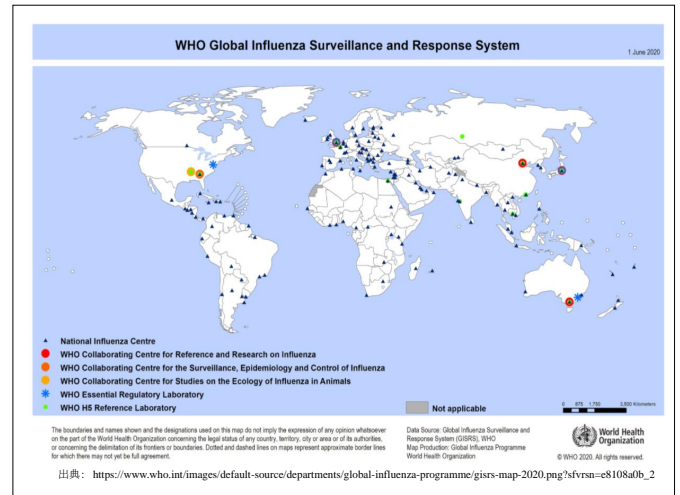 WHO Global Influenza Surveillance and Response System
1 June 2020
National Influenza Centre
WHO Collaborating Centre for Reference and Research on Influenza
WHO Collaborating Centre for the Surveillance, Epidemiology and Control of Influenza
WHO Collaborating Centre for Studies on the Ecology of Influenza in Animals
WHO Essential Regulatory Laboratory
WHO H5 Reference Laboratory
Not applicable
0 875 1,750 3,500 Kilometers
The boundaries and names shown and the designations used on this map do not imply the expression of any opinion whatsoever
on the part of the World Health Organization concerning the legal status of any country, territory, city or area or of its authorities,
or concerning the delimitation of its frontiers or boundaries. Dotted and dashed lines on maps represent approximate border lines
for which there may not yet be full agreement.
Data Source: Global Influenza Surveillance and
Response System (GISRS), WHO
Map Production: Global Influenza Programme
World Health Organization
World Health
Organization
© WHO 2020. All rights reserved.
出典: https://www.who.int/images/default-source/departments/global-influenza-programme/gisrs-map-2020.png?sfvrsn=e8108a0b_2